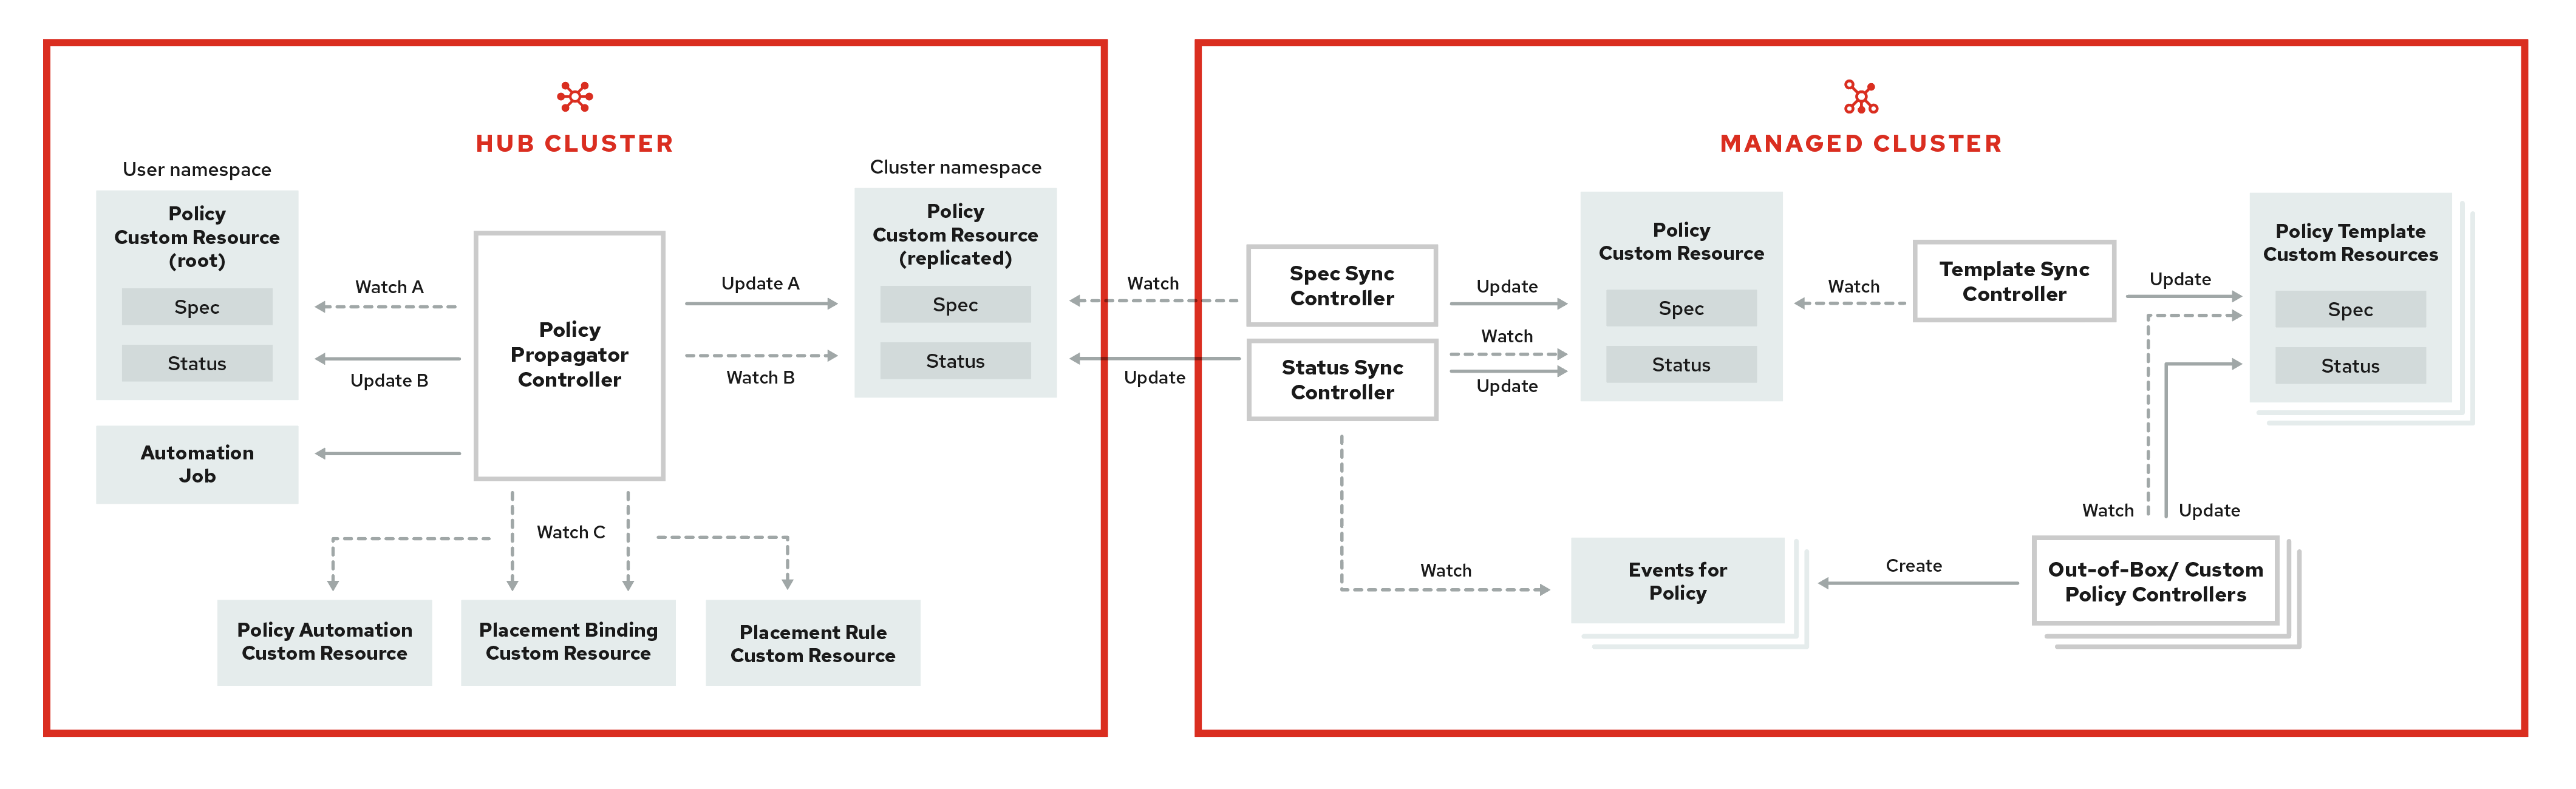 HUB CLUSTER
User namespace
Policy
Custom Resource
(root)
Spec
Status
Watch A
Update B
Automation
Job
Policy
Propagator
Controller
Update A
Watch B
Cluster namespace
Policy
Custom Resource
(replicated)
Spec
Status
Watch C
Policy Automation
Custom Resource
Placement Binding
Custom Resource
Placement Rule
Custom Resource
Watch
Update
MANAGED CLUSTER
Spec Sync
Controller
Status Sync
Controller
Update
Watch
Update
Policy
Custom Resource
Spec
Status
Watch
Template Sync
Controller
Update
Policy Template
Custom Resources
Spec
Status
Watch
Update
Watch
Events for
Policy
Create
Out-of-Box/ Custom
Policy Controllers